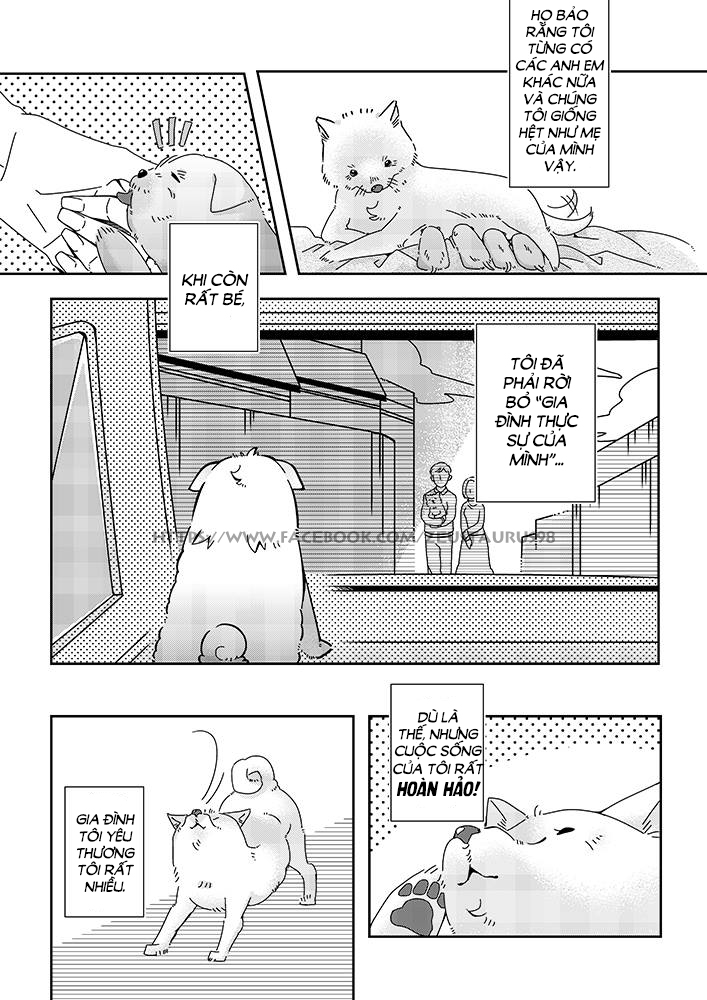 HỌ BẢO
RẰNG TÔI
TỪNG CÓ
CÁC ANH EM
KHÁC NỮA
VÀ CHÚNG
TÔI GIỐNG
HỆT NHƯ MẸ
CỦA MÌNH
VẬY.
KHI CÒN
RẤT BÉ,
TÔI ĐÃ
PHẢI RỜI
BỎ "GIA
ĐÌNH THỰC
SỰ CỦA
MÌNH"...
HTTPS://WWW.FACEBOOK.COM/ZEUSTAURUS98
DÙ LÀ
THẾ, NHƯNG
CUỘC SỐNG
CỦA TÔI RẤT
HOÀN HẢO!
GIA ĐÌNH
TÔI YÊU
THƯƠNG
TÔI RẤT
NHIỀU.